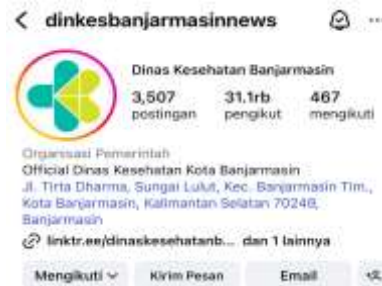 dinkesbanjarmasinnews
Dinas Kesehatan Banjarmasin
3,507 31.1rb 467
postingan pengikut mengikuti
Organisasi Pemerintah
Official Dinas Kesehatan Kota Banjarmasin
Jl. Tirta Dharma, Sungai Lulut, Kec. Banjarmasin Tim.,
Kota Banjarmasin, Kalimantan Selatan 70248,
Banjarmasin
linktr.ee/dinaskesehatanb... dan 1 lainnya
Mengikuti Kirim Pesan Email